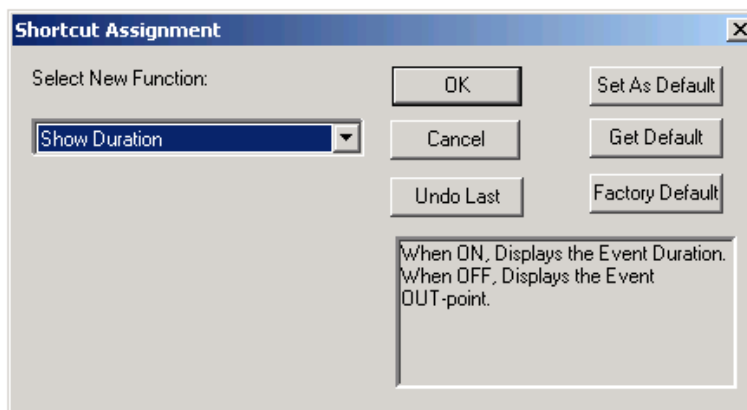 Shortcut Assignment
Select New Function:
Show Duration
OK
Set As Default
Cancel
Get Default
Undo Last
Factory Default
When ON, Displays the Event Duration.
When OFF, Displays the Event
OUT-point.